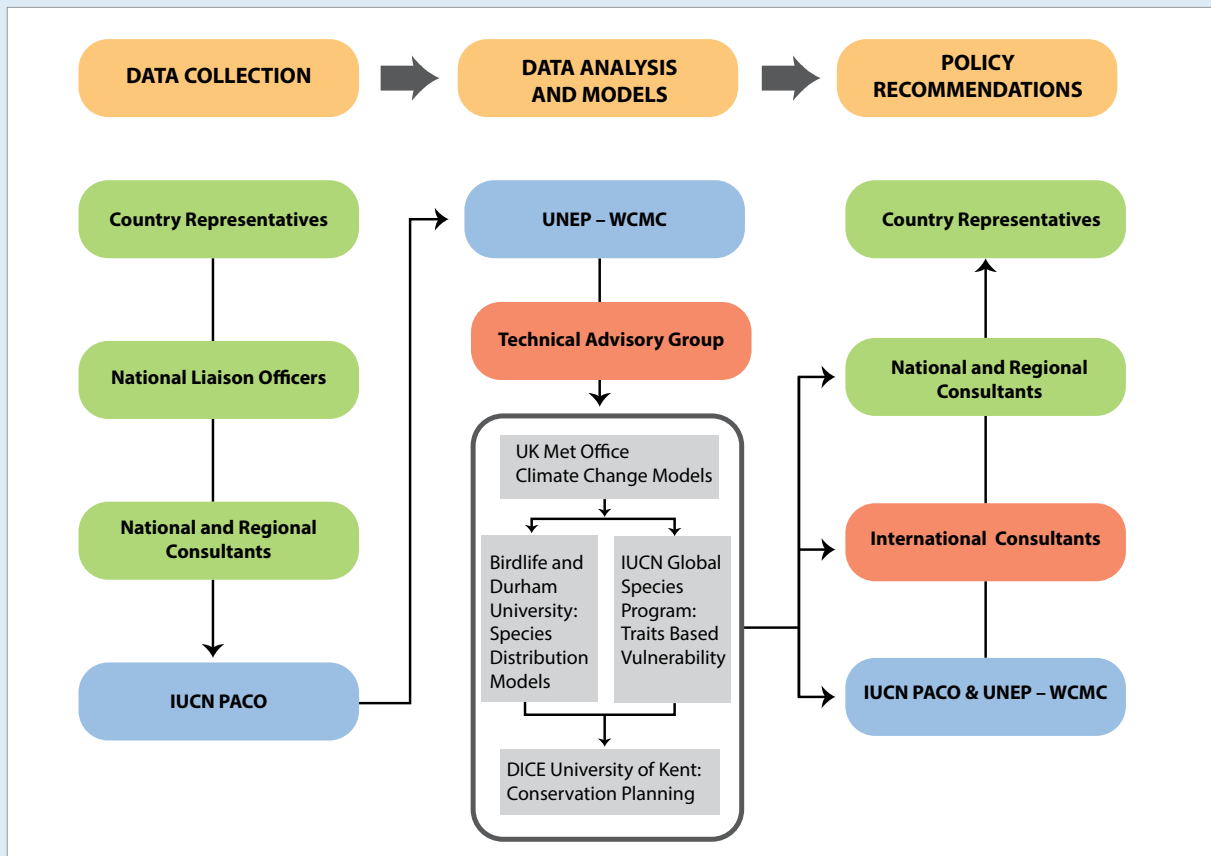 DATA COLLECTION
DATA ANALYSIS
AND MODELS
POLICY
RECOMMENDATIONS
Country Representatives
National Liaison Officers
National and Regional
Consultants
IUCN PACO
UNEP – WCMC
Technical Advisory Group
UK Met Office
Climate Change Models
Birdlife and
Durham
University:
Species
Distribution
Models
IUCN Global
Species
Program:
Traits Based
Vulnerability
DICE University of Kent:
Conservation Planning
Country Representatives
National and Regional
Consultants
International Consultants
IUCN PACO & UNEP – WCMC